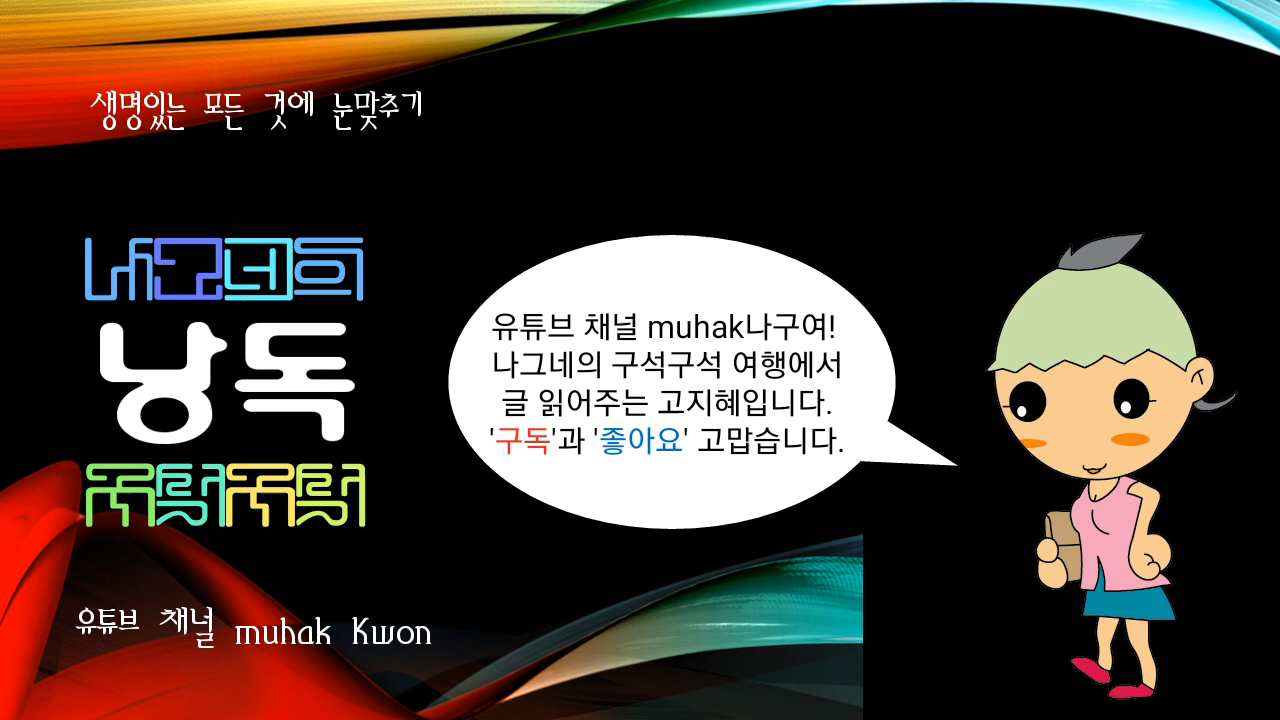 생명있는 모든 것에 눈맞추기
나그네의
낭독
구석구석
유튜브 채널 muhak나구여!
나그네의 구석구석 여행에서
글 읽어주는 고지혜입니다.
'구독'과 '좋아요' 고맙습니다.
유튜브 채널 muhak Kwon